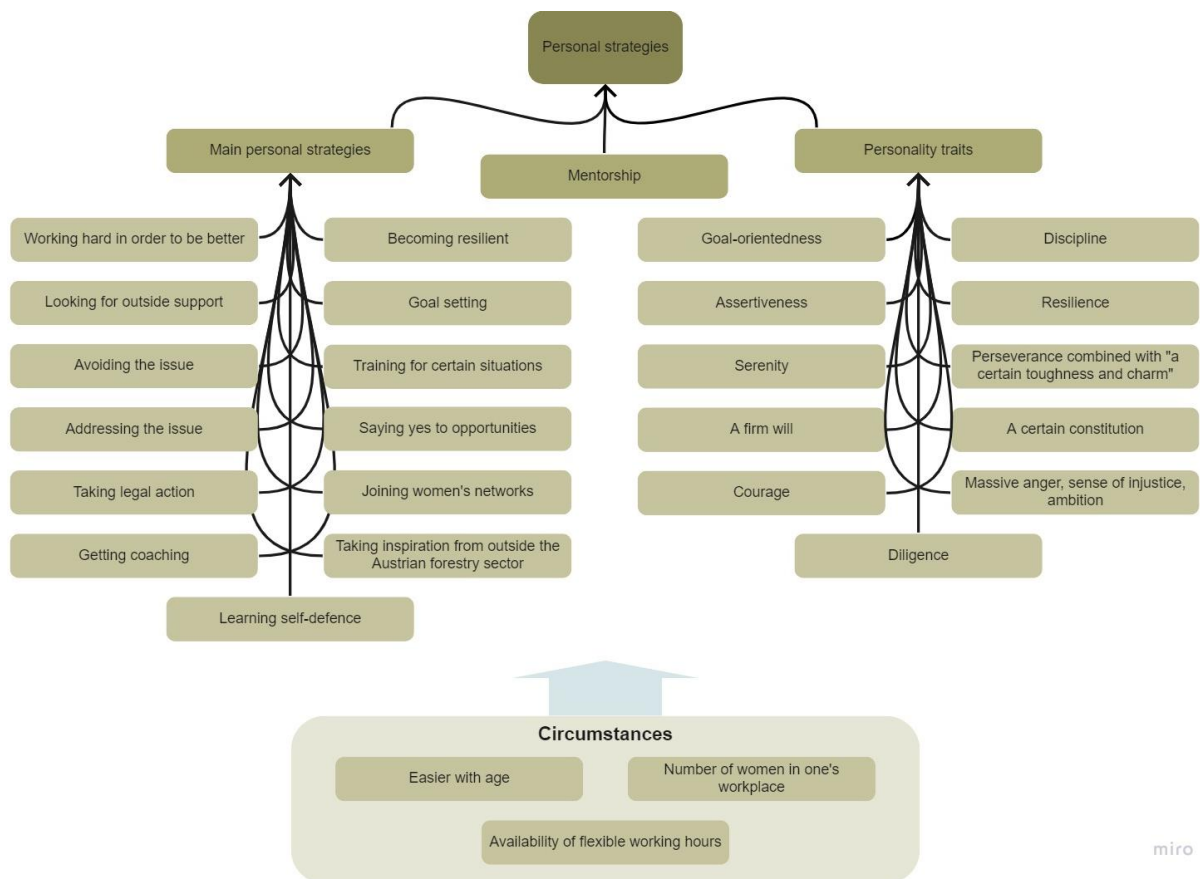 Personal strategies
Main personal strategies
Mentorship
Personality traits
Working hard in order to be better
Becoming resilient
Looking for outside support
Goal setting
Avoiding the issue
Training for certain situations
Addressing the issue
Saying yes to opportunities
Taking legal action
Joining women's networks
Getting coaching
Taking inspiration from outside the
Austrian forestry sector
Learning self-defence
Goal-orientedness
Discipline
Assertiveness
Resilience
Serenity
Perseverance combined with "a
certain toughness and charm"
A firm will
A certain constitution
Courage
Massive anger, sense of injustice,
ambition
Diligence
Circumstances
Easier with age
Number of women in one's
workplace
Availability of flexible working hours
miro